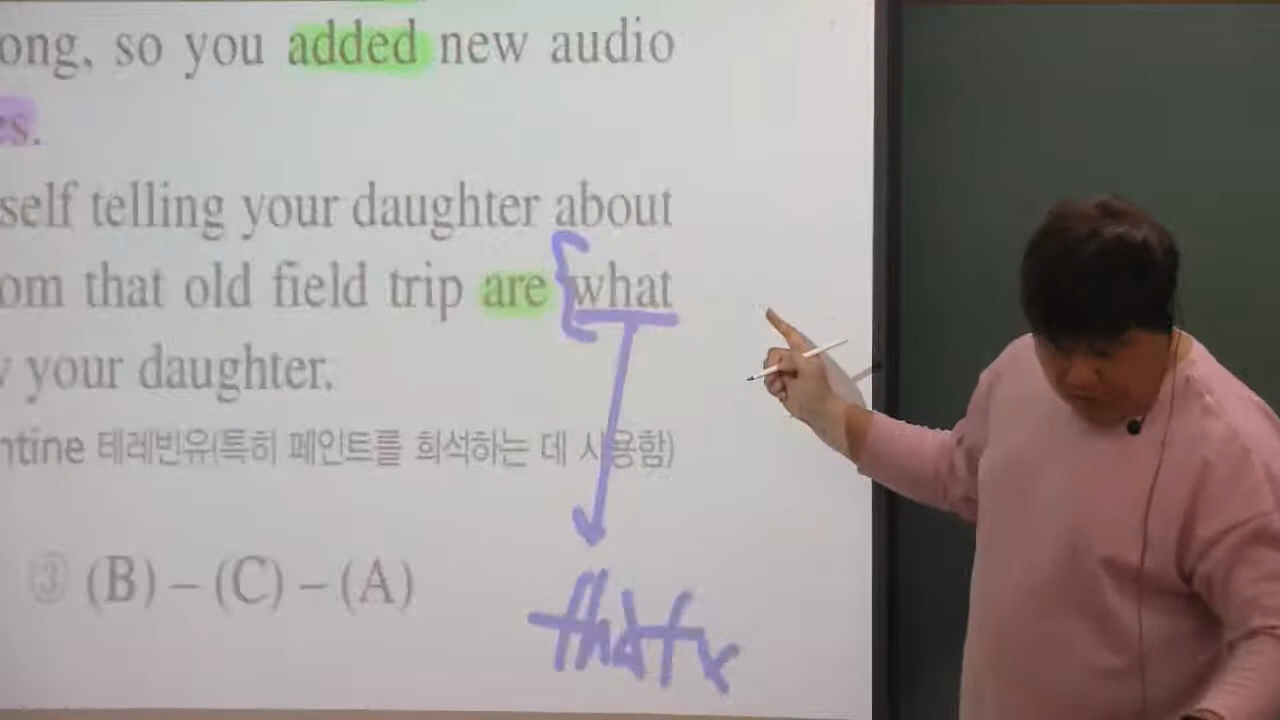 ong, so you added new audio
es.
self telling your daughter about
om that old field trip are what
y your daughter.
ntine 테레빈유(특히 페인트를 희석하는 데 사용함)
③ (B) – (C) – (A)
that x